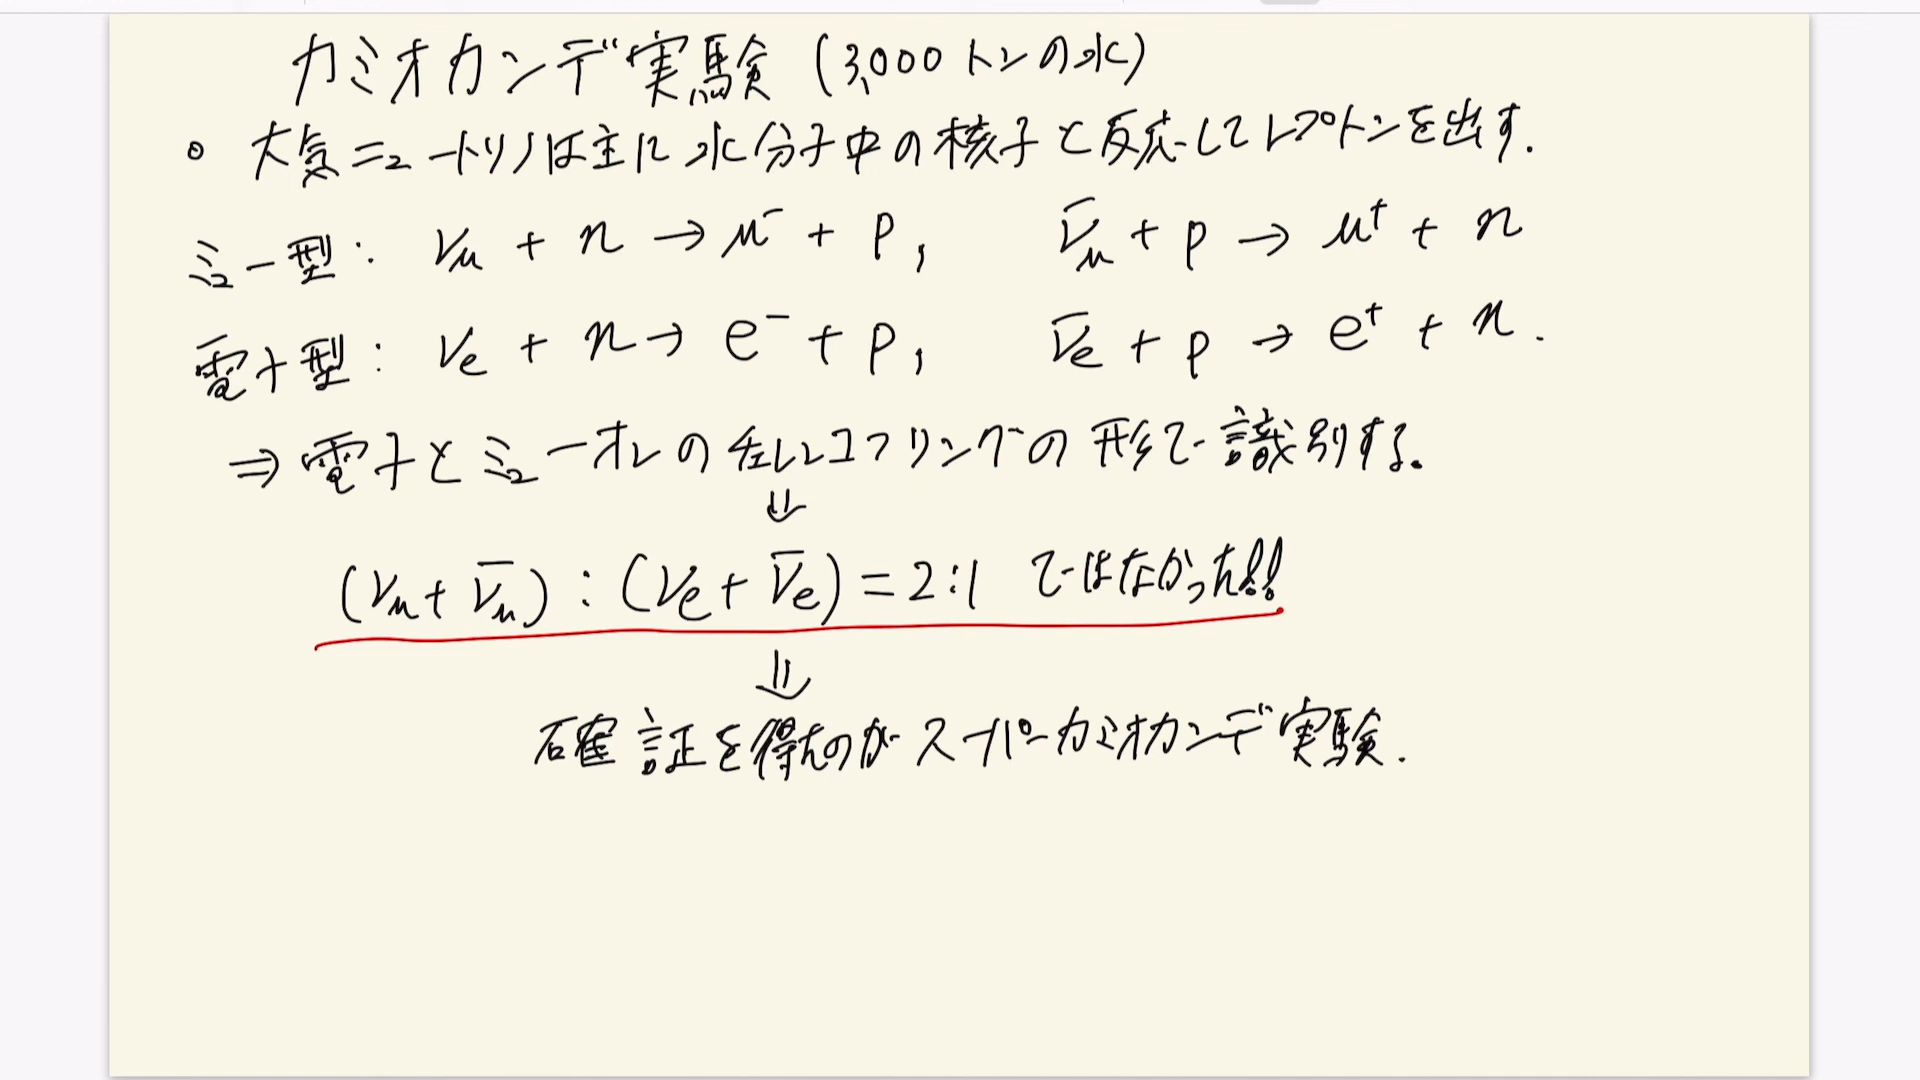 カミオカンデ実験 (3,000トンの水)
○ 大気ニュートリノは主に水分子中の核子と反応してレプトンを出す.
ミュー型: νμ + n → μ⁻ + p, ν̄μ + p → μ⁺ + n
電子型: νe + n → e⁻ + p, ν̄e + p → e⁺ + n.
⇒ 電子とミューオンのチェレンコフリングの形で識別する.
⇓
(νμ + ν̄μ) : (νe + ν̄e) = 2:1 ではなかった!!
⇓
確証を得たのがスーパーカミオカンデ実験.